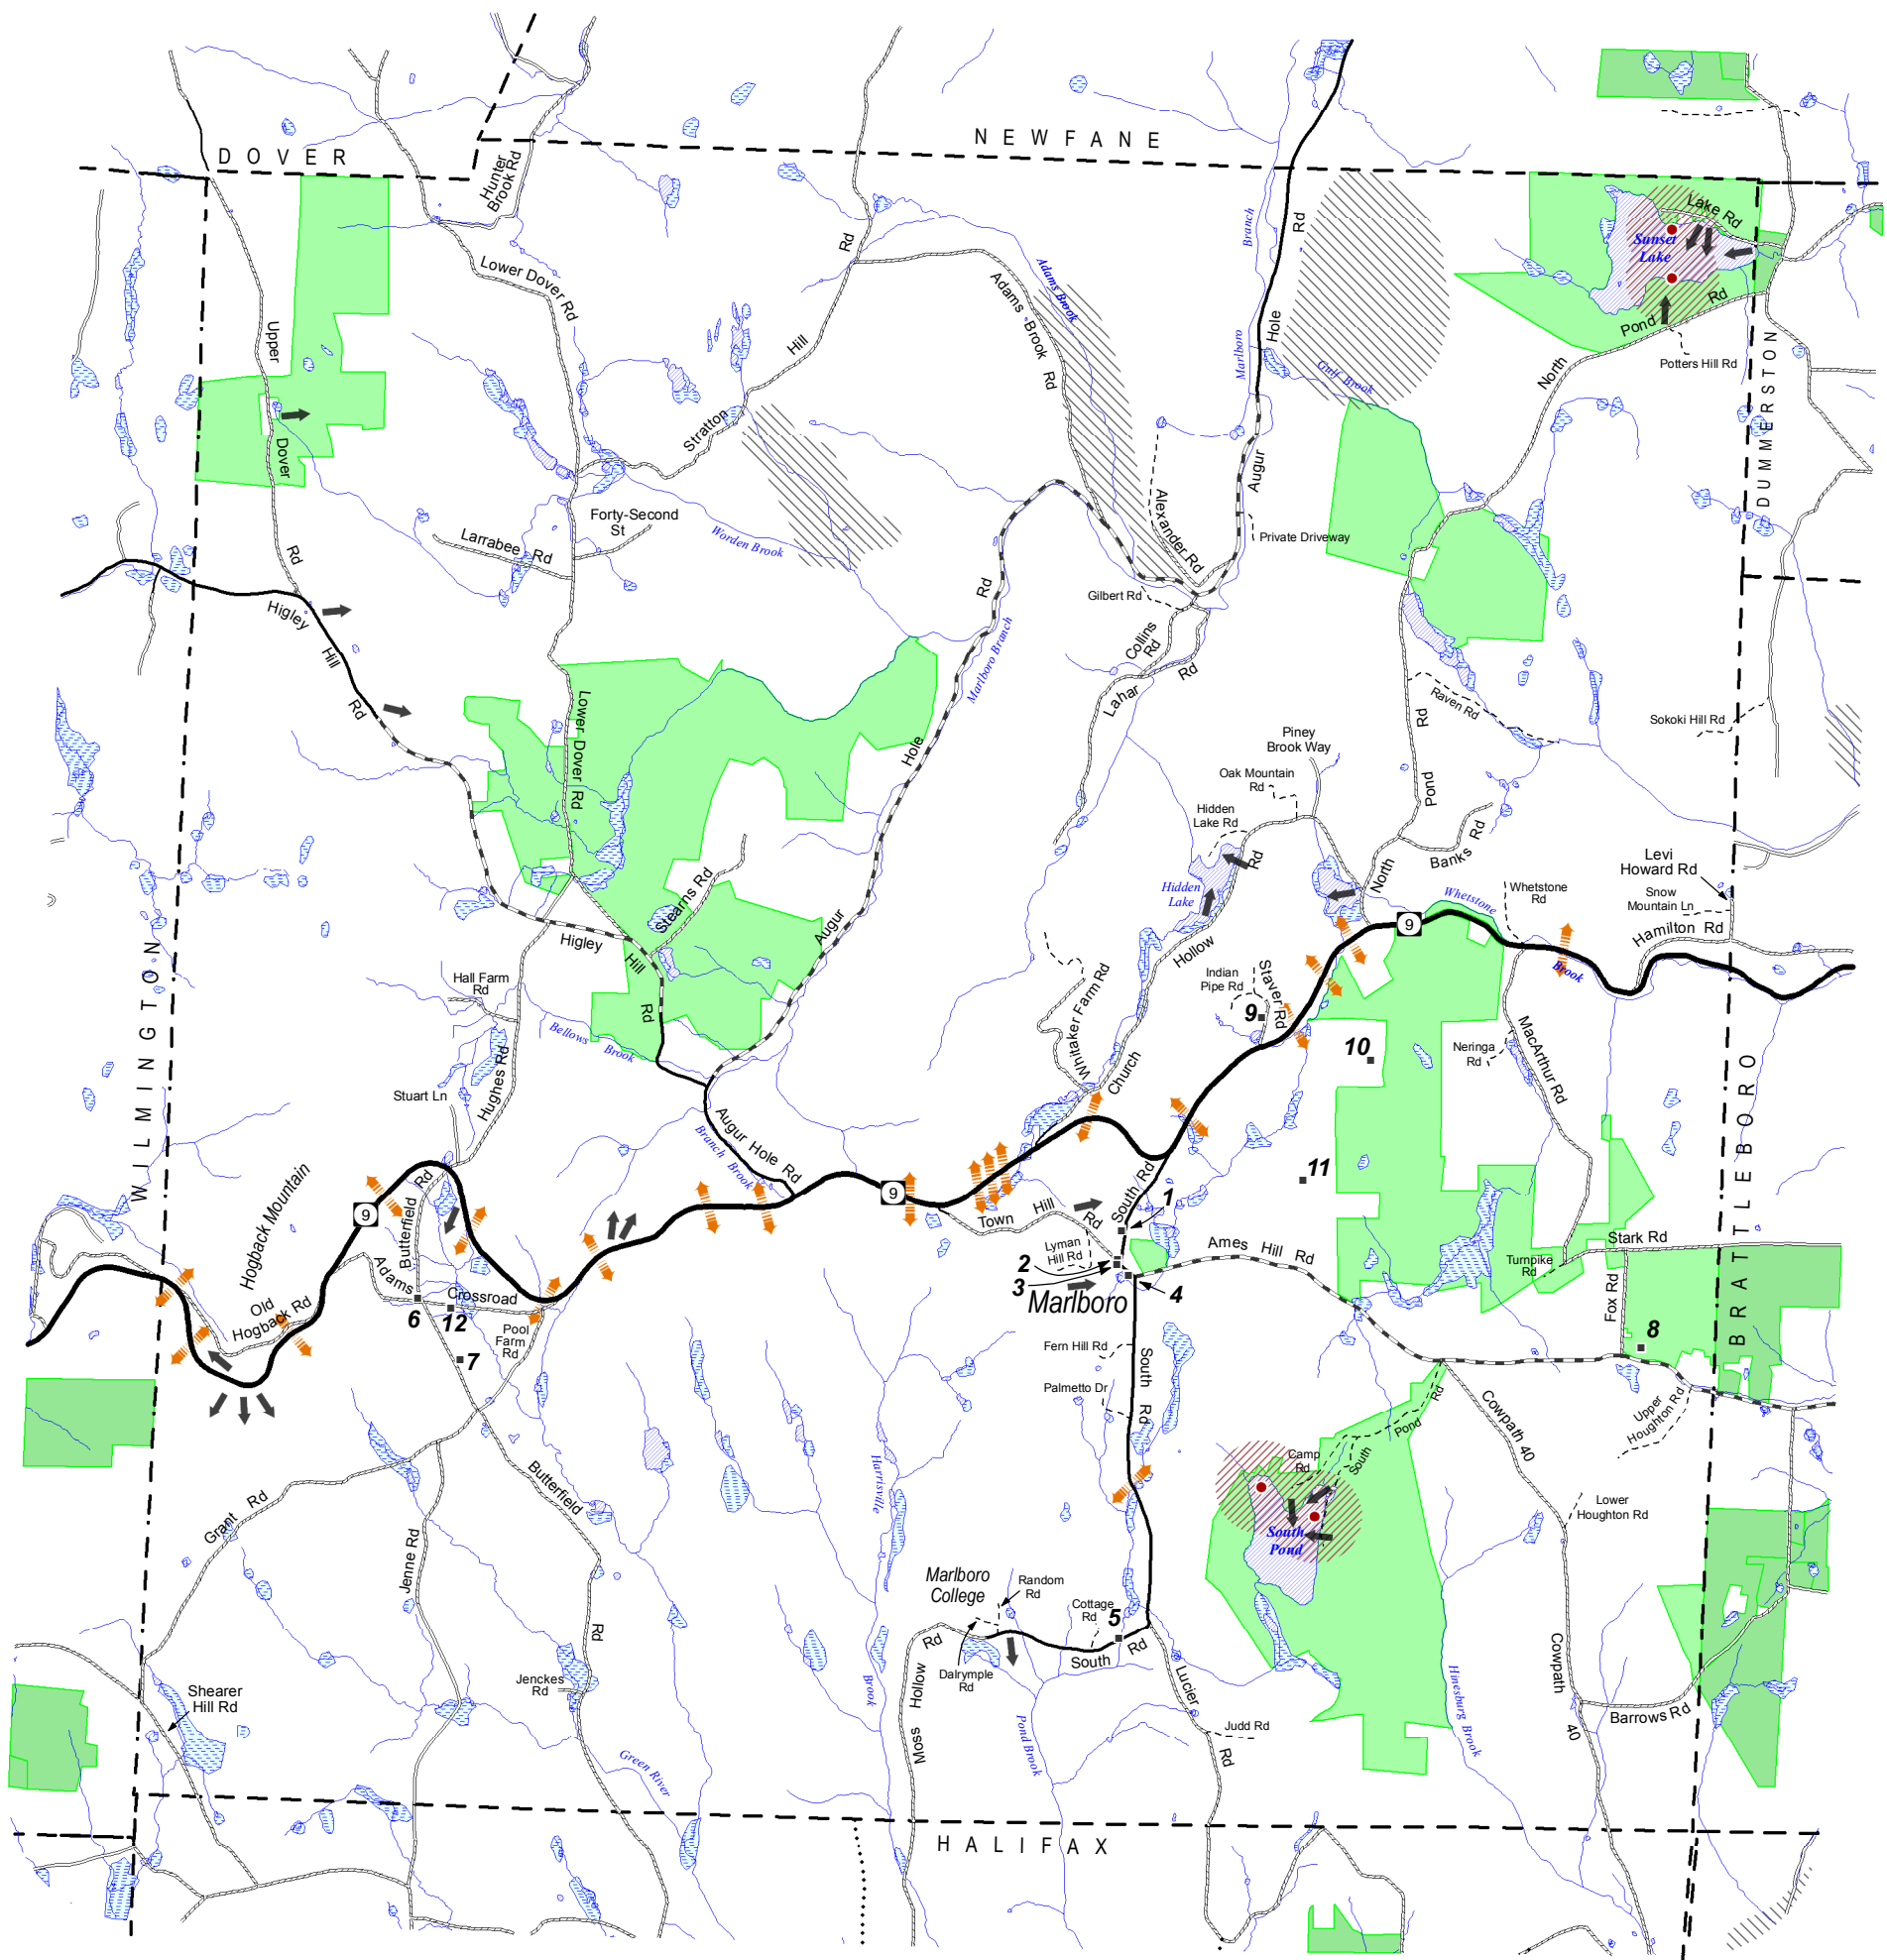 NEWFANE
DOVER
Hunter
Brook Rd
Lake Rd
Sunset
Lake
Rd
Branch
Rd
Adams Brook
Lower Dover Rd
Adams Brook Rd
Pond
Potters Hill Rd
Upper
Hole
Marlboro
Hill
Gulf Brook
North
DUMMERSTON
Stratton
Dover
Augur
Forty-Second
St
Larrabee Rd
Worden Brook
Alexander Rd
Private Driveway
Rd
Rd
Gilbert Rd
Higley
Collins
Rd
Hill
Marlboro Branch
Rd
Lahar
Rd
Raven Rd
Rd
Sokoki Hill Rd
Lower Dover Rd
Piney
Brook Way
Hole
Oak Mountain
Rd
Pond
Hidden
Lake Rd
Rd
Banks Rd
Levi
Howard Rd
North
Hidden
Lake
Whetstone
Whetstone
Rd
Snow
Mountain Ln
Stearns Rd
Augur
9
Hamilton Rd
Higley
Hill
Hollow
Brook
WILMINGTON
Hall Farm
Rd
Indian
Pipe Rd
Staver Rd
Whitaker Farm Rd
Rd
9
Bellows Brook
MacArthur Rd
10
Neringa
Rd
Hughes Rd
Church
Stuart Ln
Augur Hole Rd
Branch Brook
BRATTLEBORO
11
Hogback Mountain
Rd
9
South Rd
1
9
Butterfield
Town Hill Rd
Lyman
Hill Rd
Ames Hill Rd
Stark Rd
2
3
Turnpike
Rd
Adams
Crossroad
Marlboro
4
Fox Rd
Old
Hogback Rd
6
12
Pool
Farm
Rd
8
7
Fern Hill Rd
South Rd
Palmetto Dr
Rd
Pond
Cowpath 40
Upper
Houghton Rd
Camp
Rd
South
Harrisville
Butterfield
Grant Rd
Lower
Houghton Rd
South
Pond
Jenne Rd
Marlboro
College
Random
Rd
Cottage
Rd
5
Rd
Rd
South Rd
Cowpath
Dalrymple
Rd
Lucier
Jenckes
Rd
Brook
Hollow
Hinesburg Brook
Shearer
Hill Rd
Barrows Rd
Judd Rd
40
Moss
Pond Brook
Rd
Green River
HALIFAX